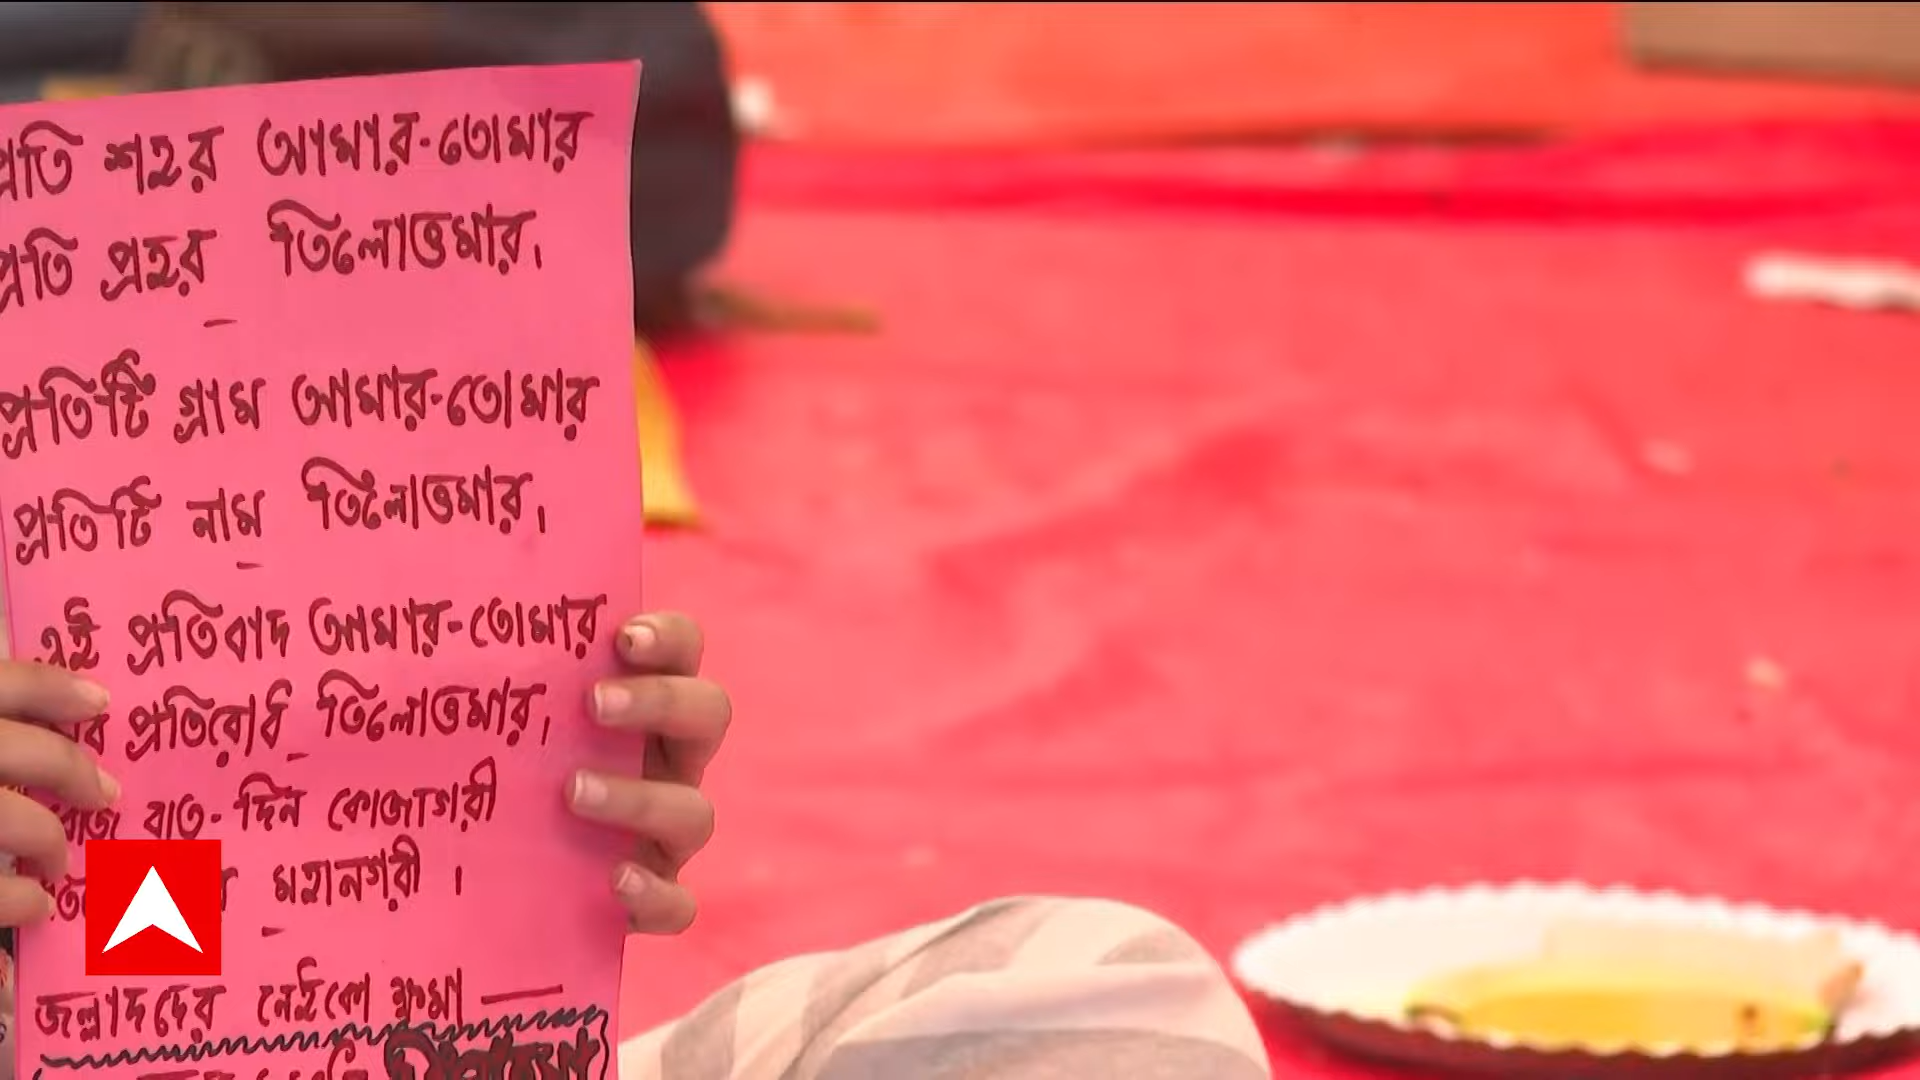 প্রতি শহর আমার-তোমার
প্রতি প্রহর তিলোত্তমার।
প্রতিটি গ্রাম আমার-তোমার
প্রতিটি নাম তিলোত্তমার।
এই প্রতিবাদ আমার-তোমার
প্রতিরোধ তিলোত্তমার।
রাত-দিন কোজাগরী
মহানগরী।
জল্লাদদের নেইকো ক্ষমা —